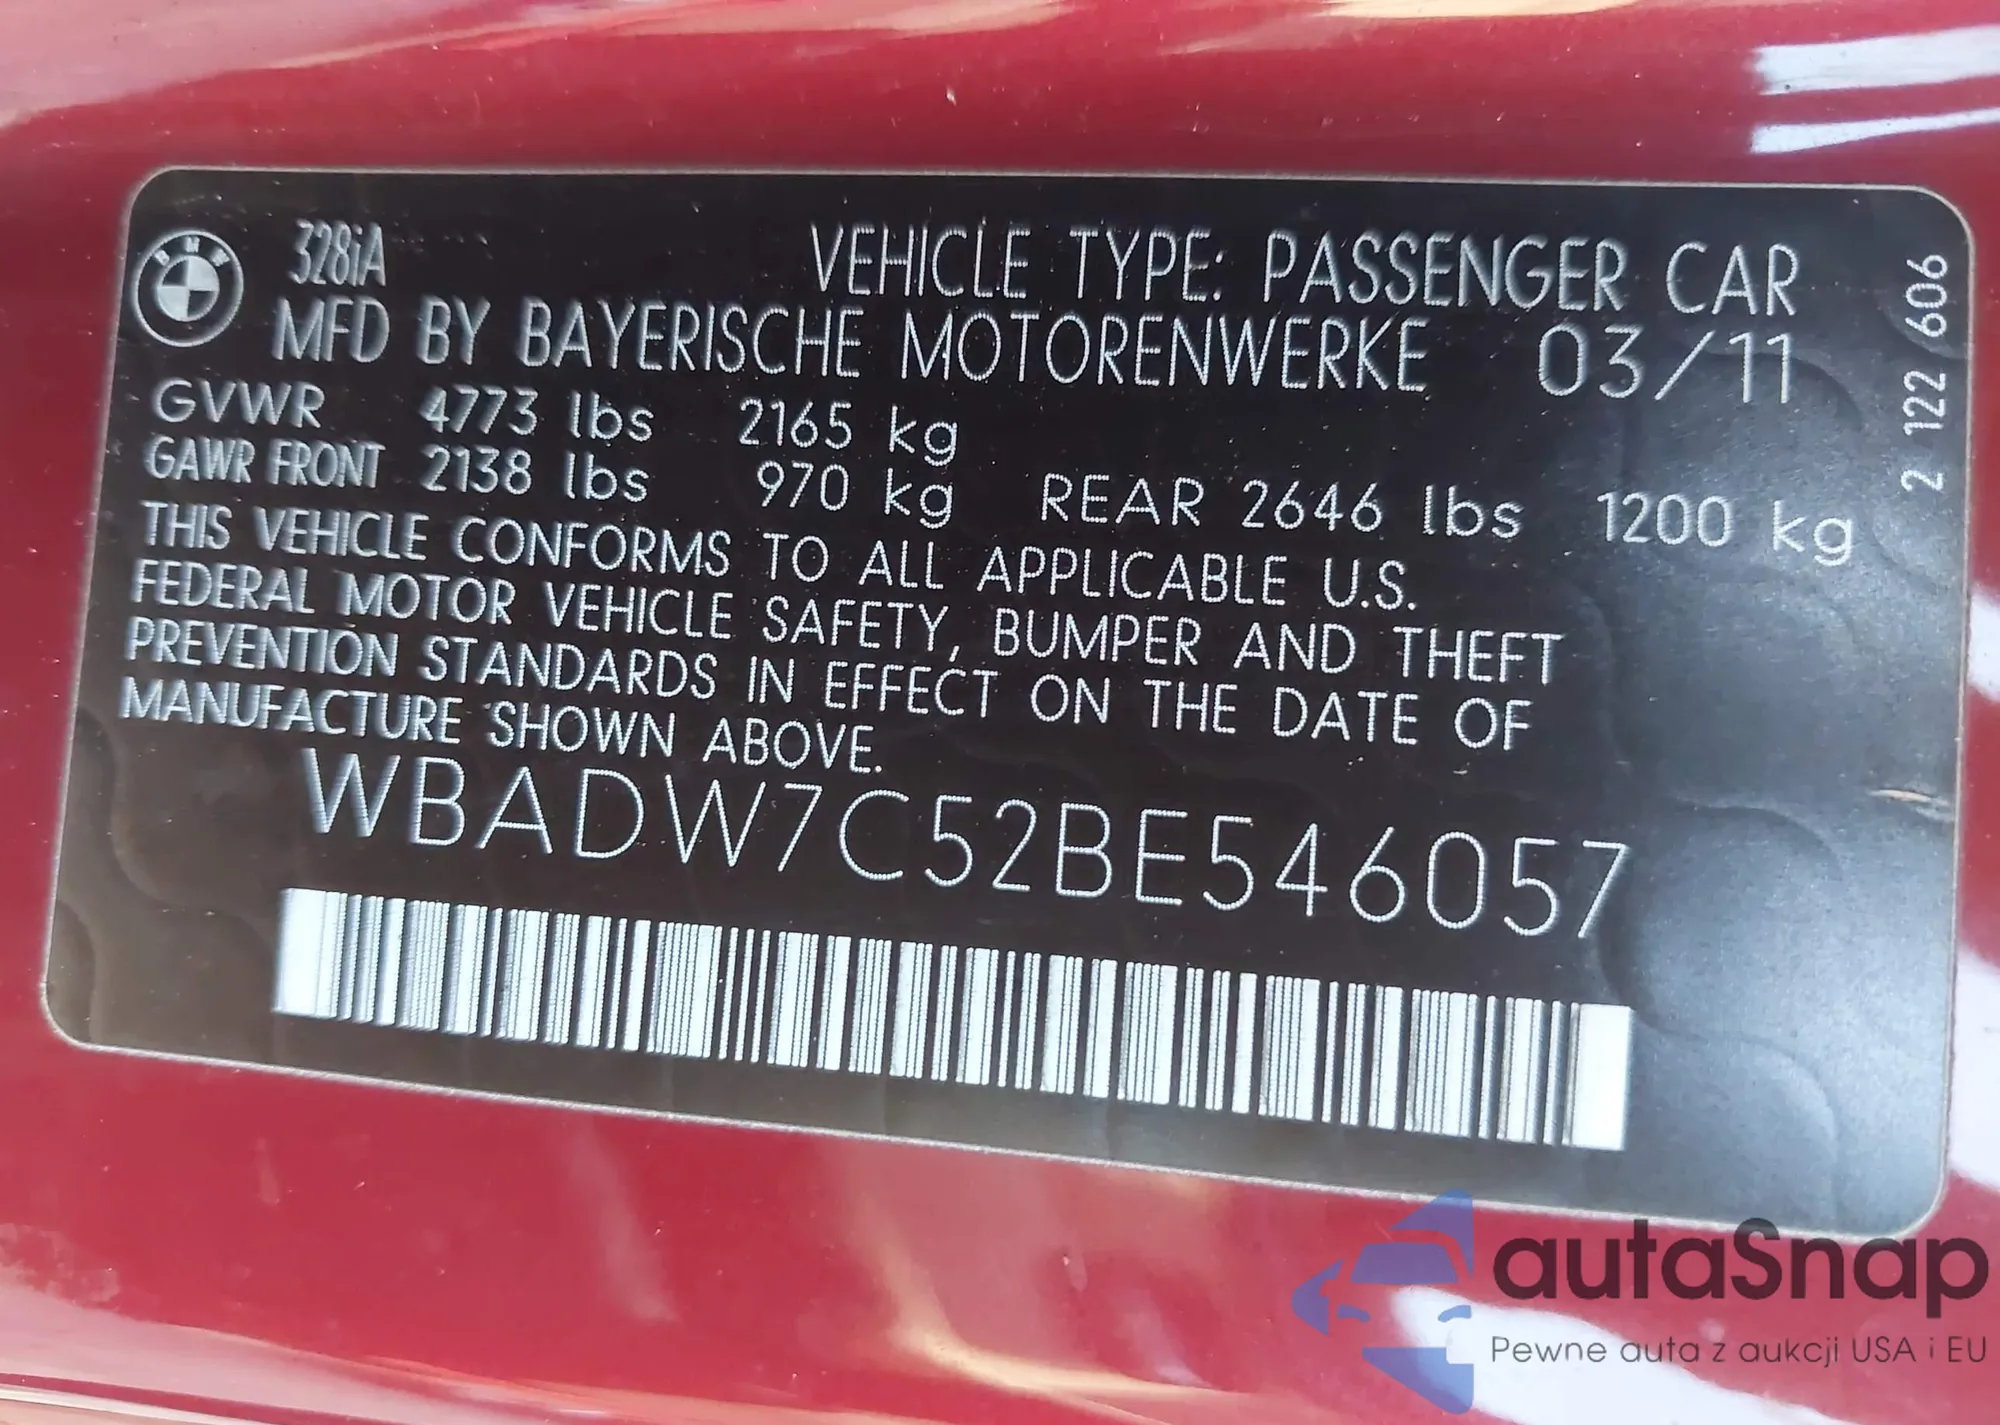 BMW
328iA VEHICLE TYPE: PASSENGER CAR
MFD BY BAYERISCHE MOTORENWERKE 03/11
GVWR 4773 lbs 2165 kg
GAWR FRONT 2138 lbs 970 kg REAR 2646 lbs 1200 kg
THIS VEHICLE CONFORMS TO ALL APPLICABLE U.S.
FEDERAL MOTOR VEHICLE SAFETY, BUMPER AND THEFT
PREVENTION STANDARDS IN EFFECT ON THE DATE OF
MANUFACTURE SHOWN ABOVE.
WBADW7C52BE546057
2 122 606
autaSnap
Pewne auta z aukcji USA i EU